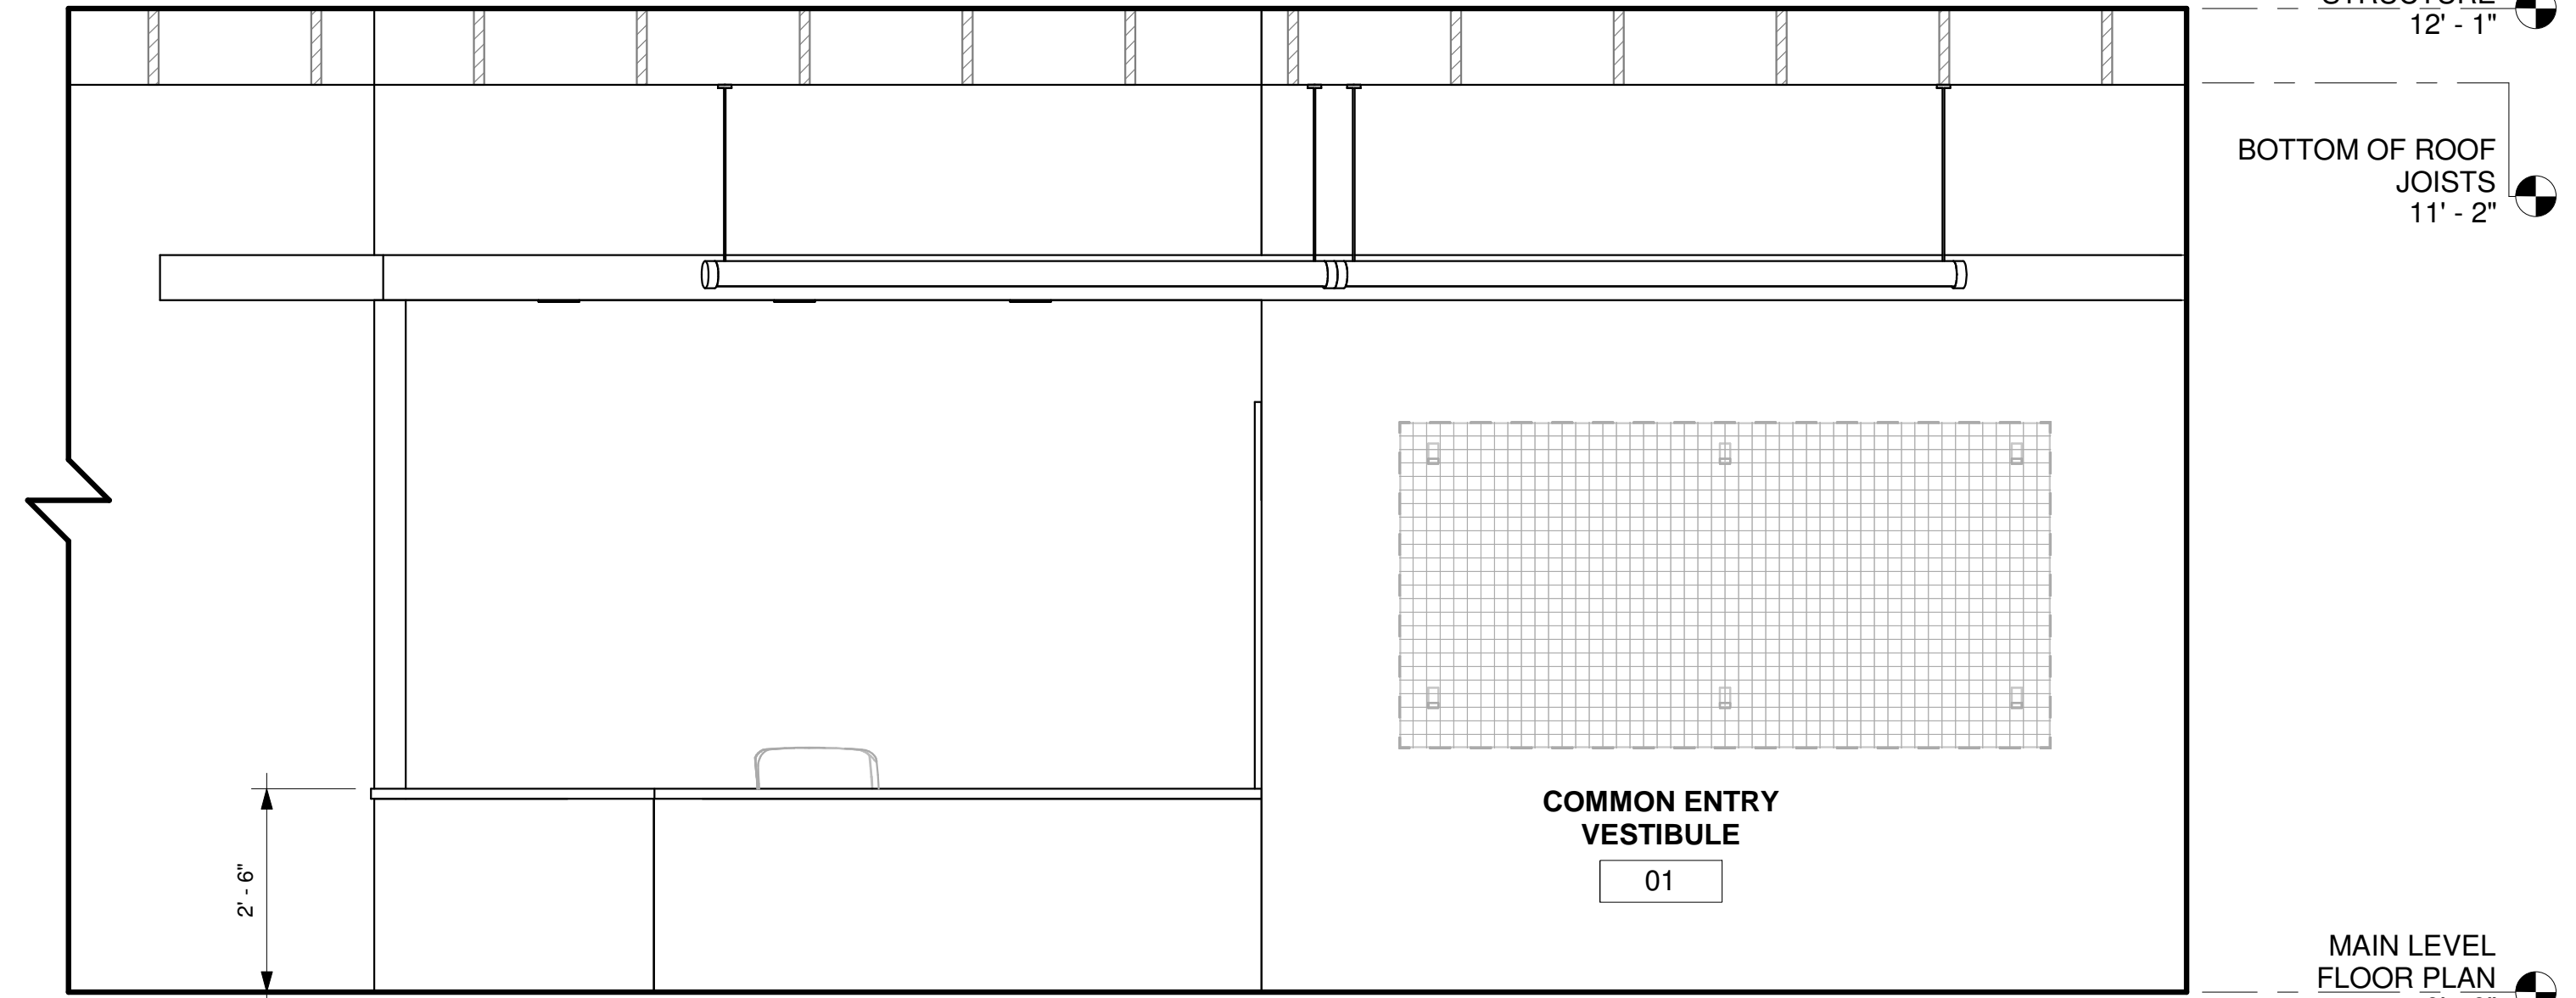 STRUCTURE
12' - 1"
BOTTOM OF ROOF
JOISTS
11' - 2"
COMMON ENTRY
VESTIBULE
01
2' - 6"
MAIN LEVEL
FLOOR PLAN